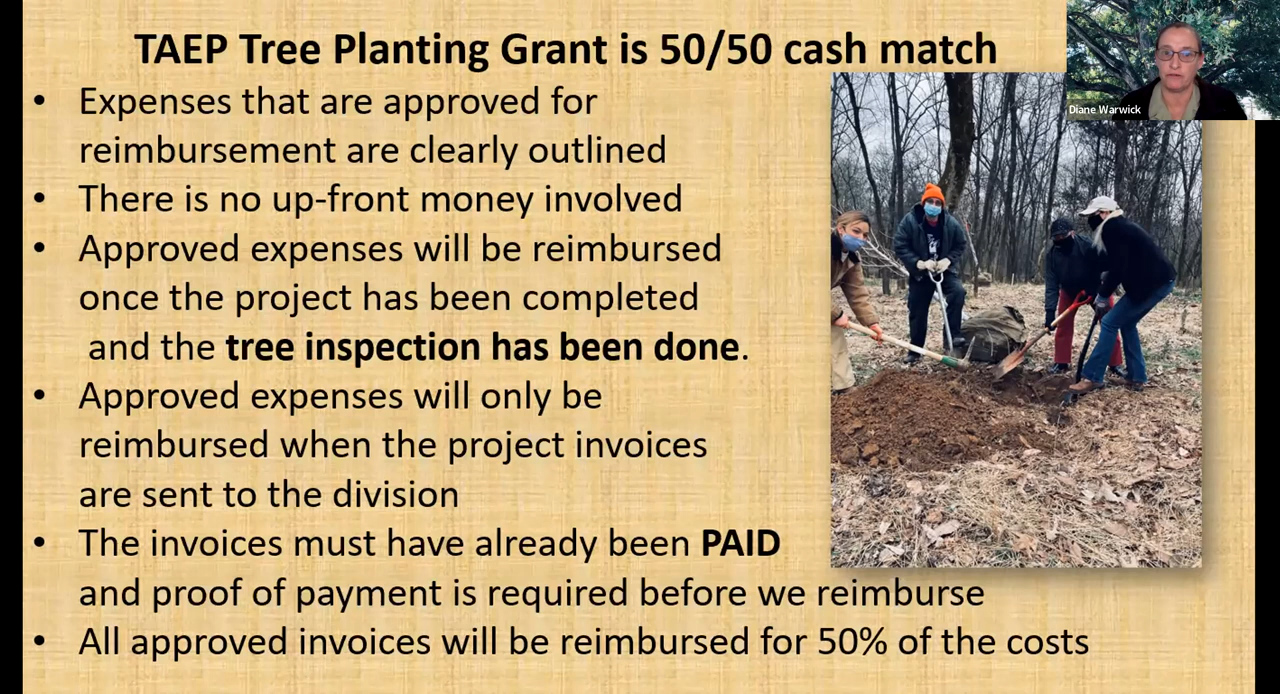 TAEP Tree Planting Grant is 50/50 cash match
Diane Warwick
• Expenses that are approved for
reimbursement are clearly outlined
• There is no up-front money involved
• Approved expenses will be reimbursed
once the project has been completed
and the tree inspection has been done.
• Approved expenses will only be
reimbursed when the project invoices
are sent to the division
• The invoices must have already been PAID
and proof of payment is required before we reimburse
• All approved invoices will be reimbursed for 50% of the costs